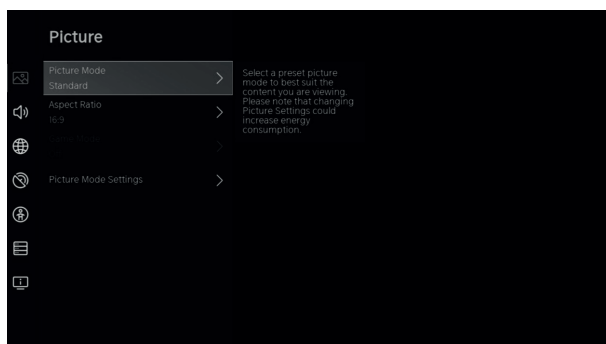 Picture
Picture Mode
Standard
Select a preset picture
mode to best suit the
content you are viewing.
Please note that changing
Picture Settings could
increase energy
consumption.
Aspect Ratio
16:9
Picture Mode Settings